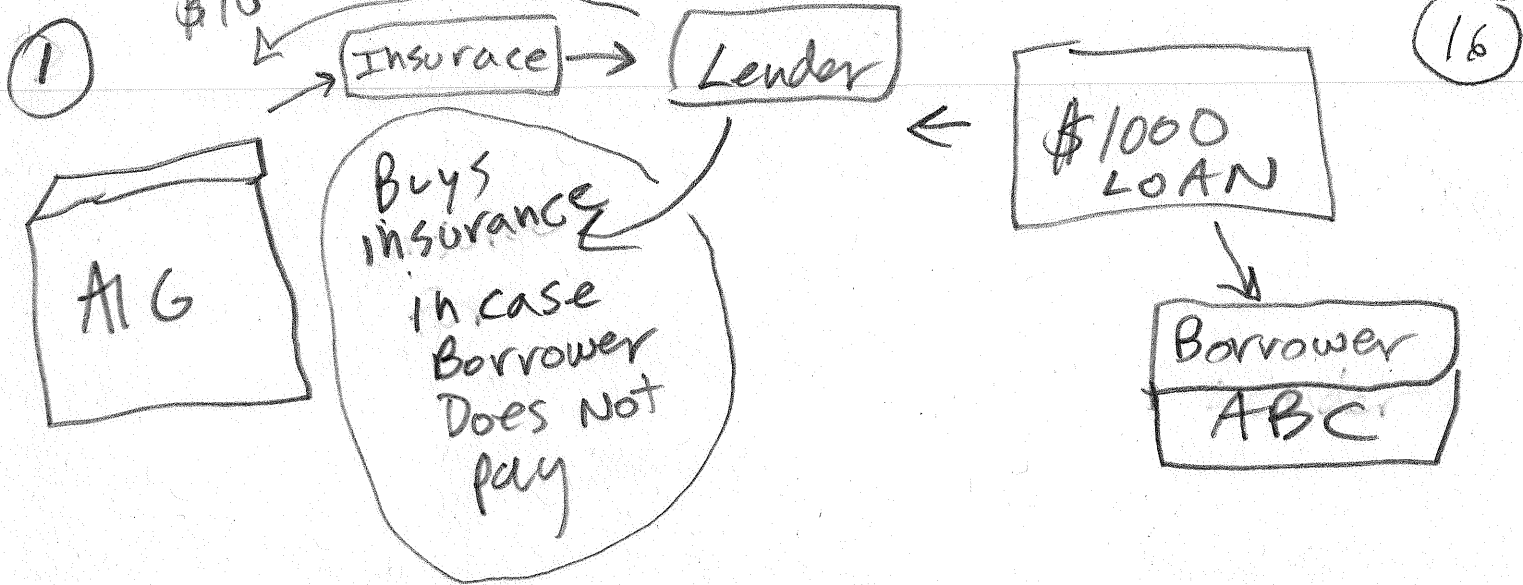 $10
1
Insurace
Lender
16
$1000
LOAN
AIG
Buys
insurance
in case
Borrower
Does Not
pay
Borrower
ABC